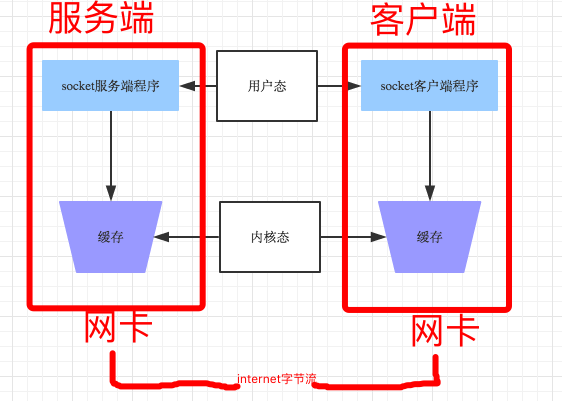 服务端
客户端
socket服务端程序
用户态
socket客户端程序
缓存
内核态
缓存
网卡
网卡
internet字节流